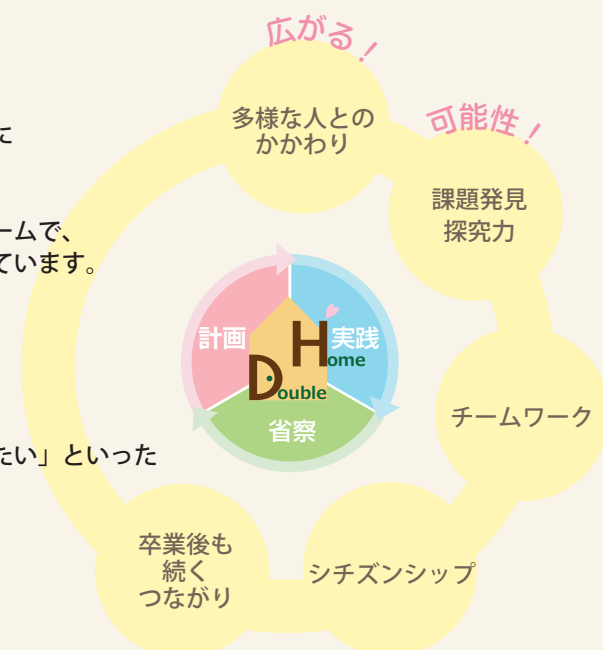 広がる！
可能性！
多様な人との
かかわり
課題発見
探究力
チームワーク
シチズンシップ
卒業後も
続く
つながり
計画
実践
省察
Double
Home
に
ームで、
ています。
たい」といった